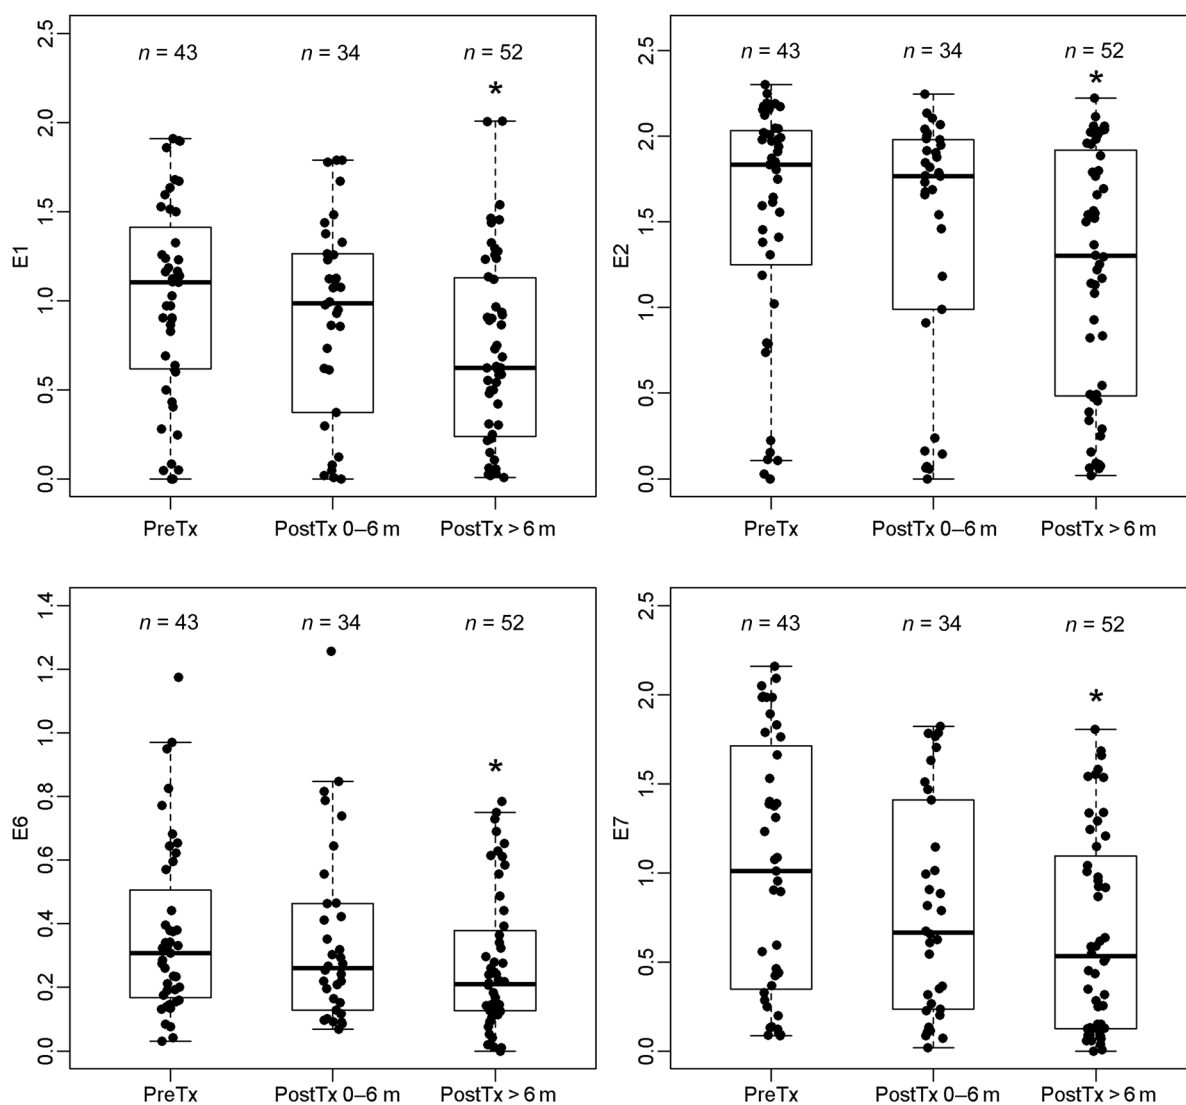 n = 43 n = 34 n = 52
*
E1
2.5
2.0
1.5
1.0
0.5
0.0
PreTx PostTx 0–6 m PostTx > 6 m
n = 43 n = 34 n = 52
*
E2
2.5
2.0
1.5
1.0
0.5
0.0
PreTx PostTx 0–6 m PostTx > 6 m
n = 43 n = 34 n = 52
*
E6
1.4
1.2
1.0
0.8
0.6
0.4
0.2
0.0
PreTx PostTx 0–6 m PostTx > 6 m
n = 43 n = 34 n = 52
*
E7
2.5
2.0
1.5
1.0
0.5
0.0
PreTx PostTx 0–6 m PostTx > 6 m